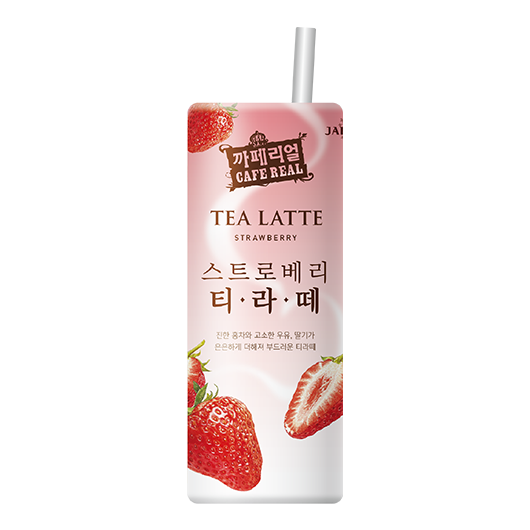 까페리얼
CAFE REAL
TEA LATTE
STRAWBERRY
스트로베리
티·라·떼
진한 홍차와 고소한 우유, 딸기가
은은하게 더해져 부드러운 티라떼